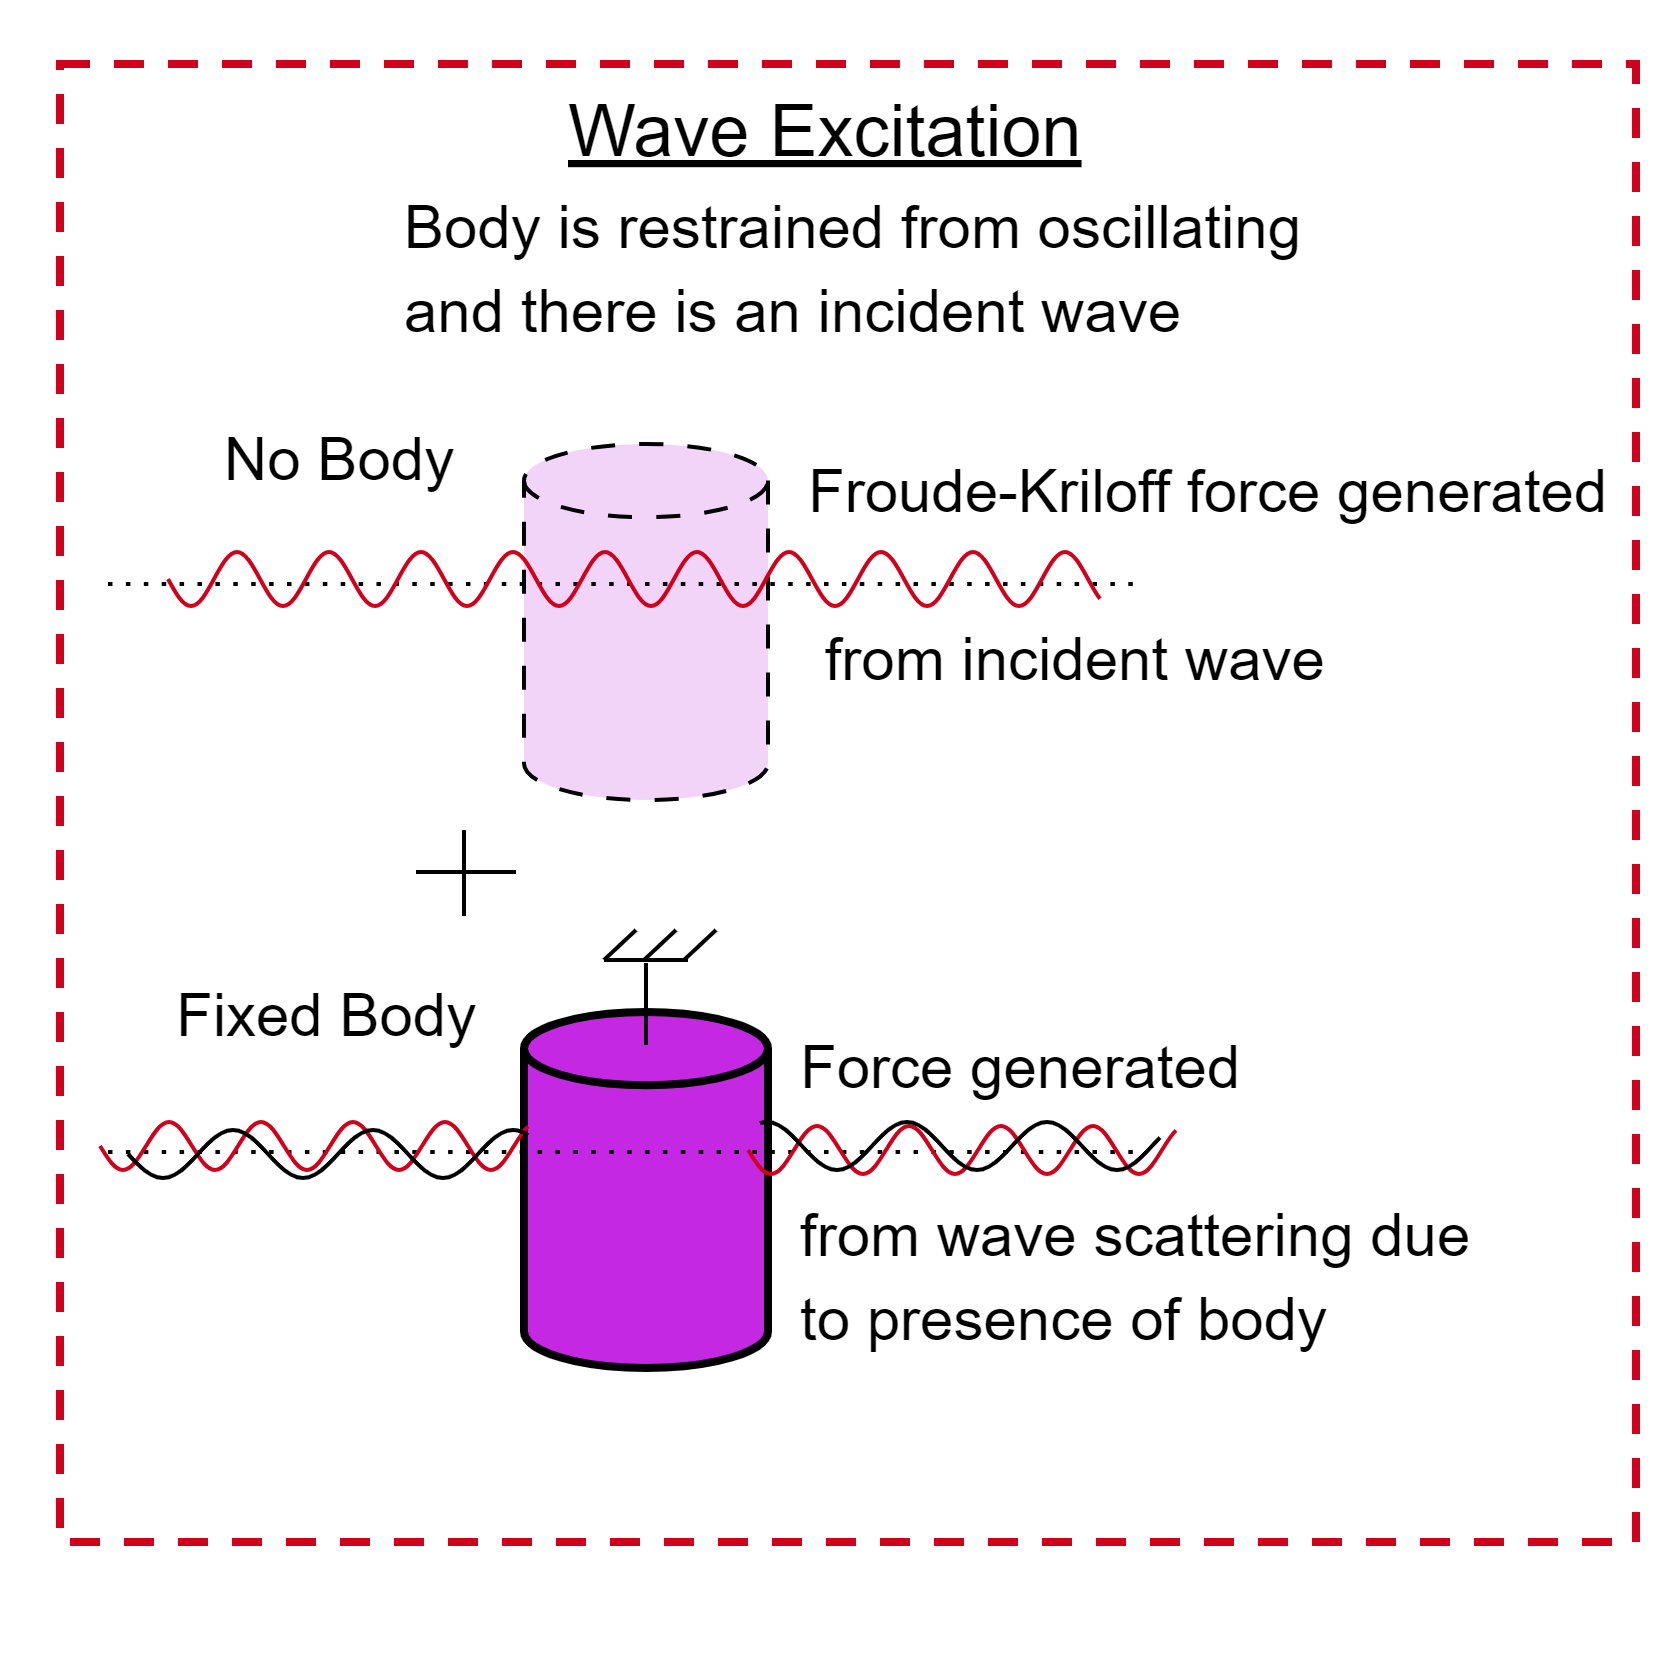 Wave Excitation
Body is restrained from oscillating
and there is an incident wave
No Body
Froude-Kriloff force generated
from incident wave
Fixed Body
Force generated
from wave scattering due
to presence of body